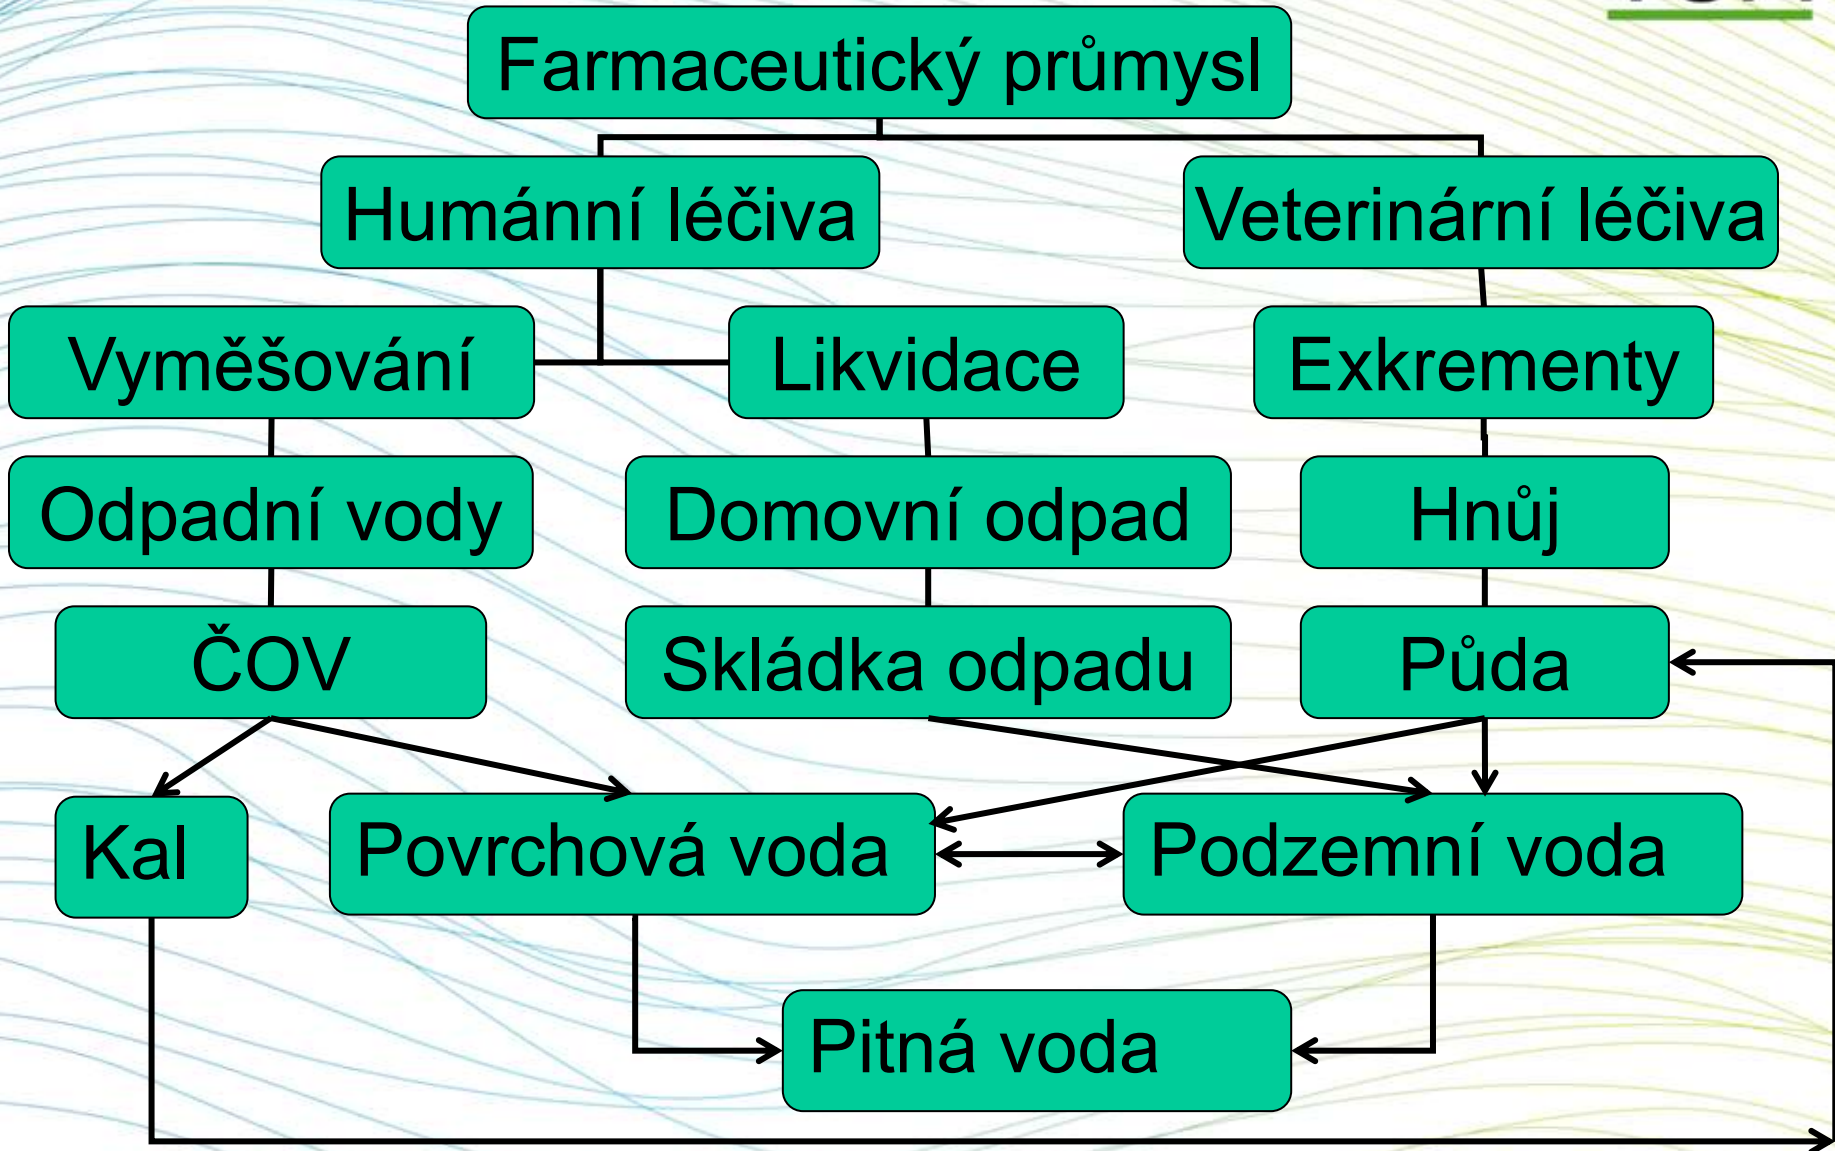 Farmaceutický průmysl
Humánní léčiva
Veterinární léčiva
Vyměšování
Likvidace
Exkrementy
Odpadní vody
Domovní odpad
Hnůj
ČOV
Skládka odpadu
Půda
Kal
Povrchová voda
Podzemní voda
Pitná voda